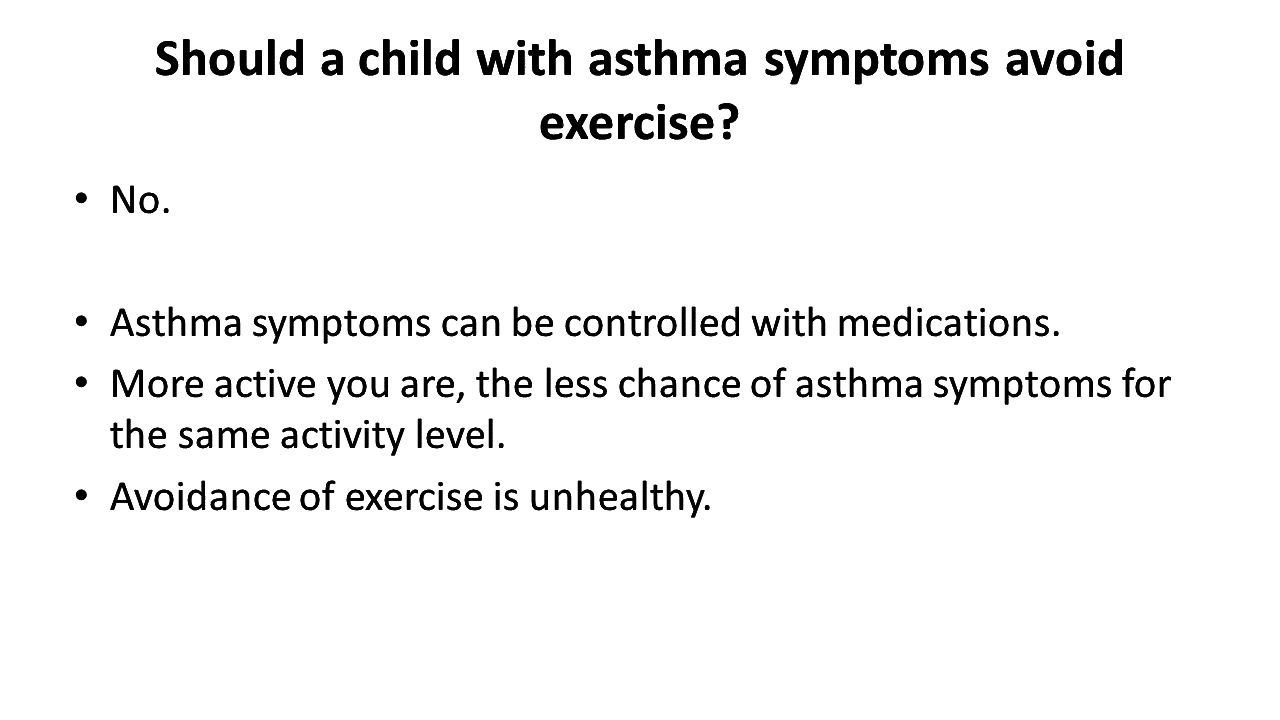 Should a child with asthma symptoms avoid
exercise?
• No.
• Asthma symptoms can be controlled with medications.
• More active you are, the less chance of asthma symptoms for
the same activity level.
• Avoidance of exercise is unhealthy.